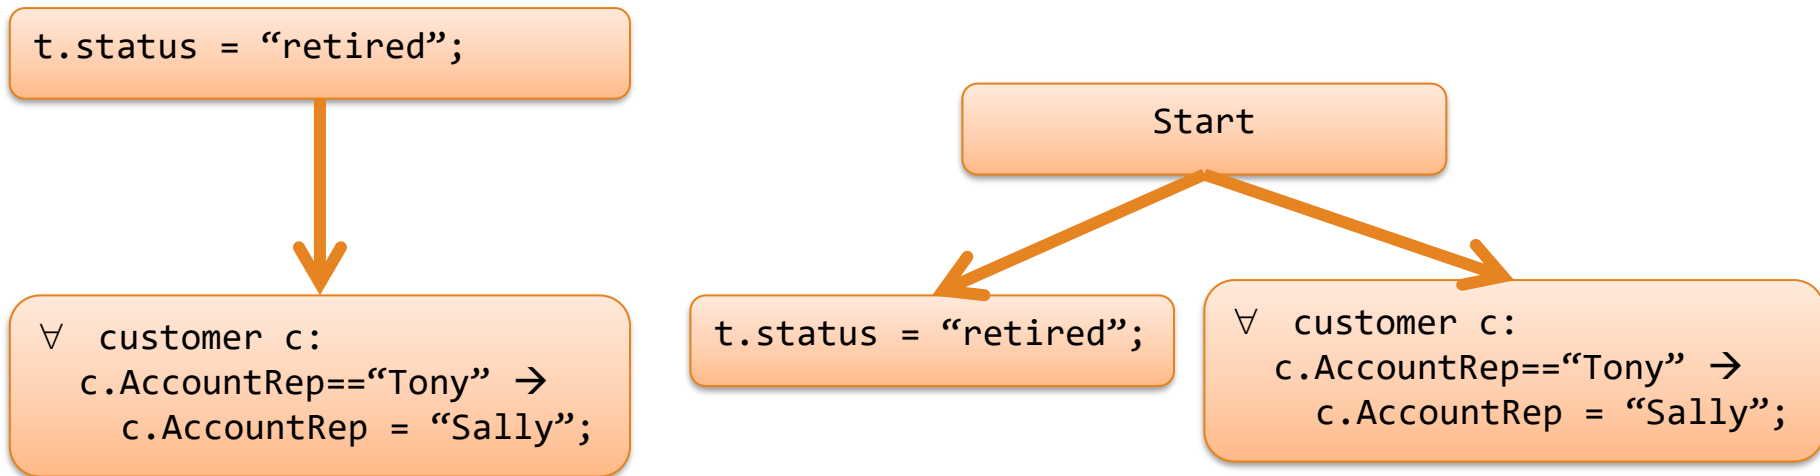 t.status = “retired”;
∀ customer c:
c.AccountRep==“Tony” →
c.AccountRep = “Sally”;
Start
t.status = “retired”;
∀ customer c:
c.AccountRep==“Tony” →
c.AccountRep = “Sally”;